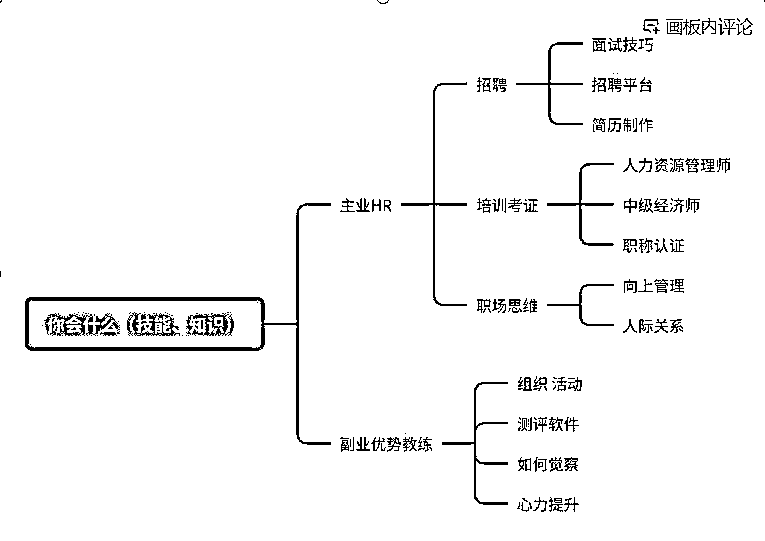 画板内评论
面试技巧
招聘
招聘平台
简历制作
人力资源管理师
主业HR
培训考证
中级经济师
职称认证
向上管理
职场思维
人际关系
你会什么（技能、知识）
组织 活动
测评软件
副业优势教练
如何觉察
心力提升